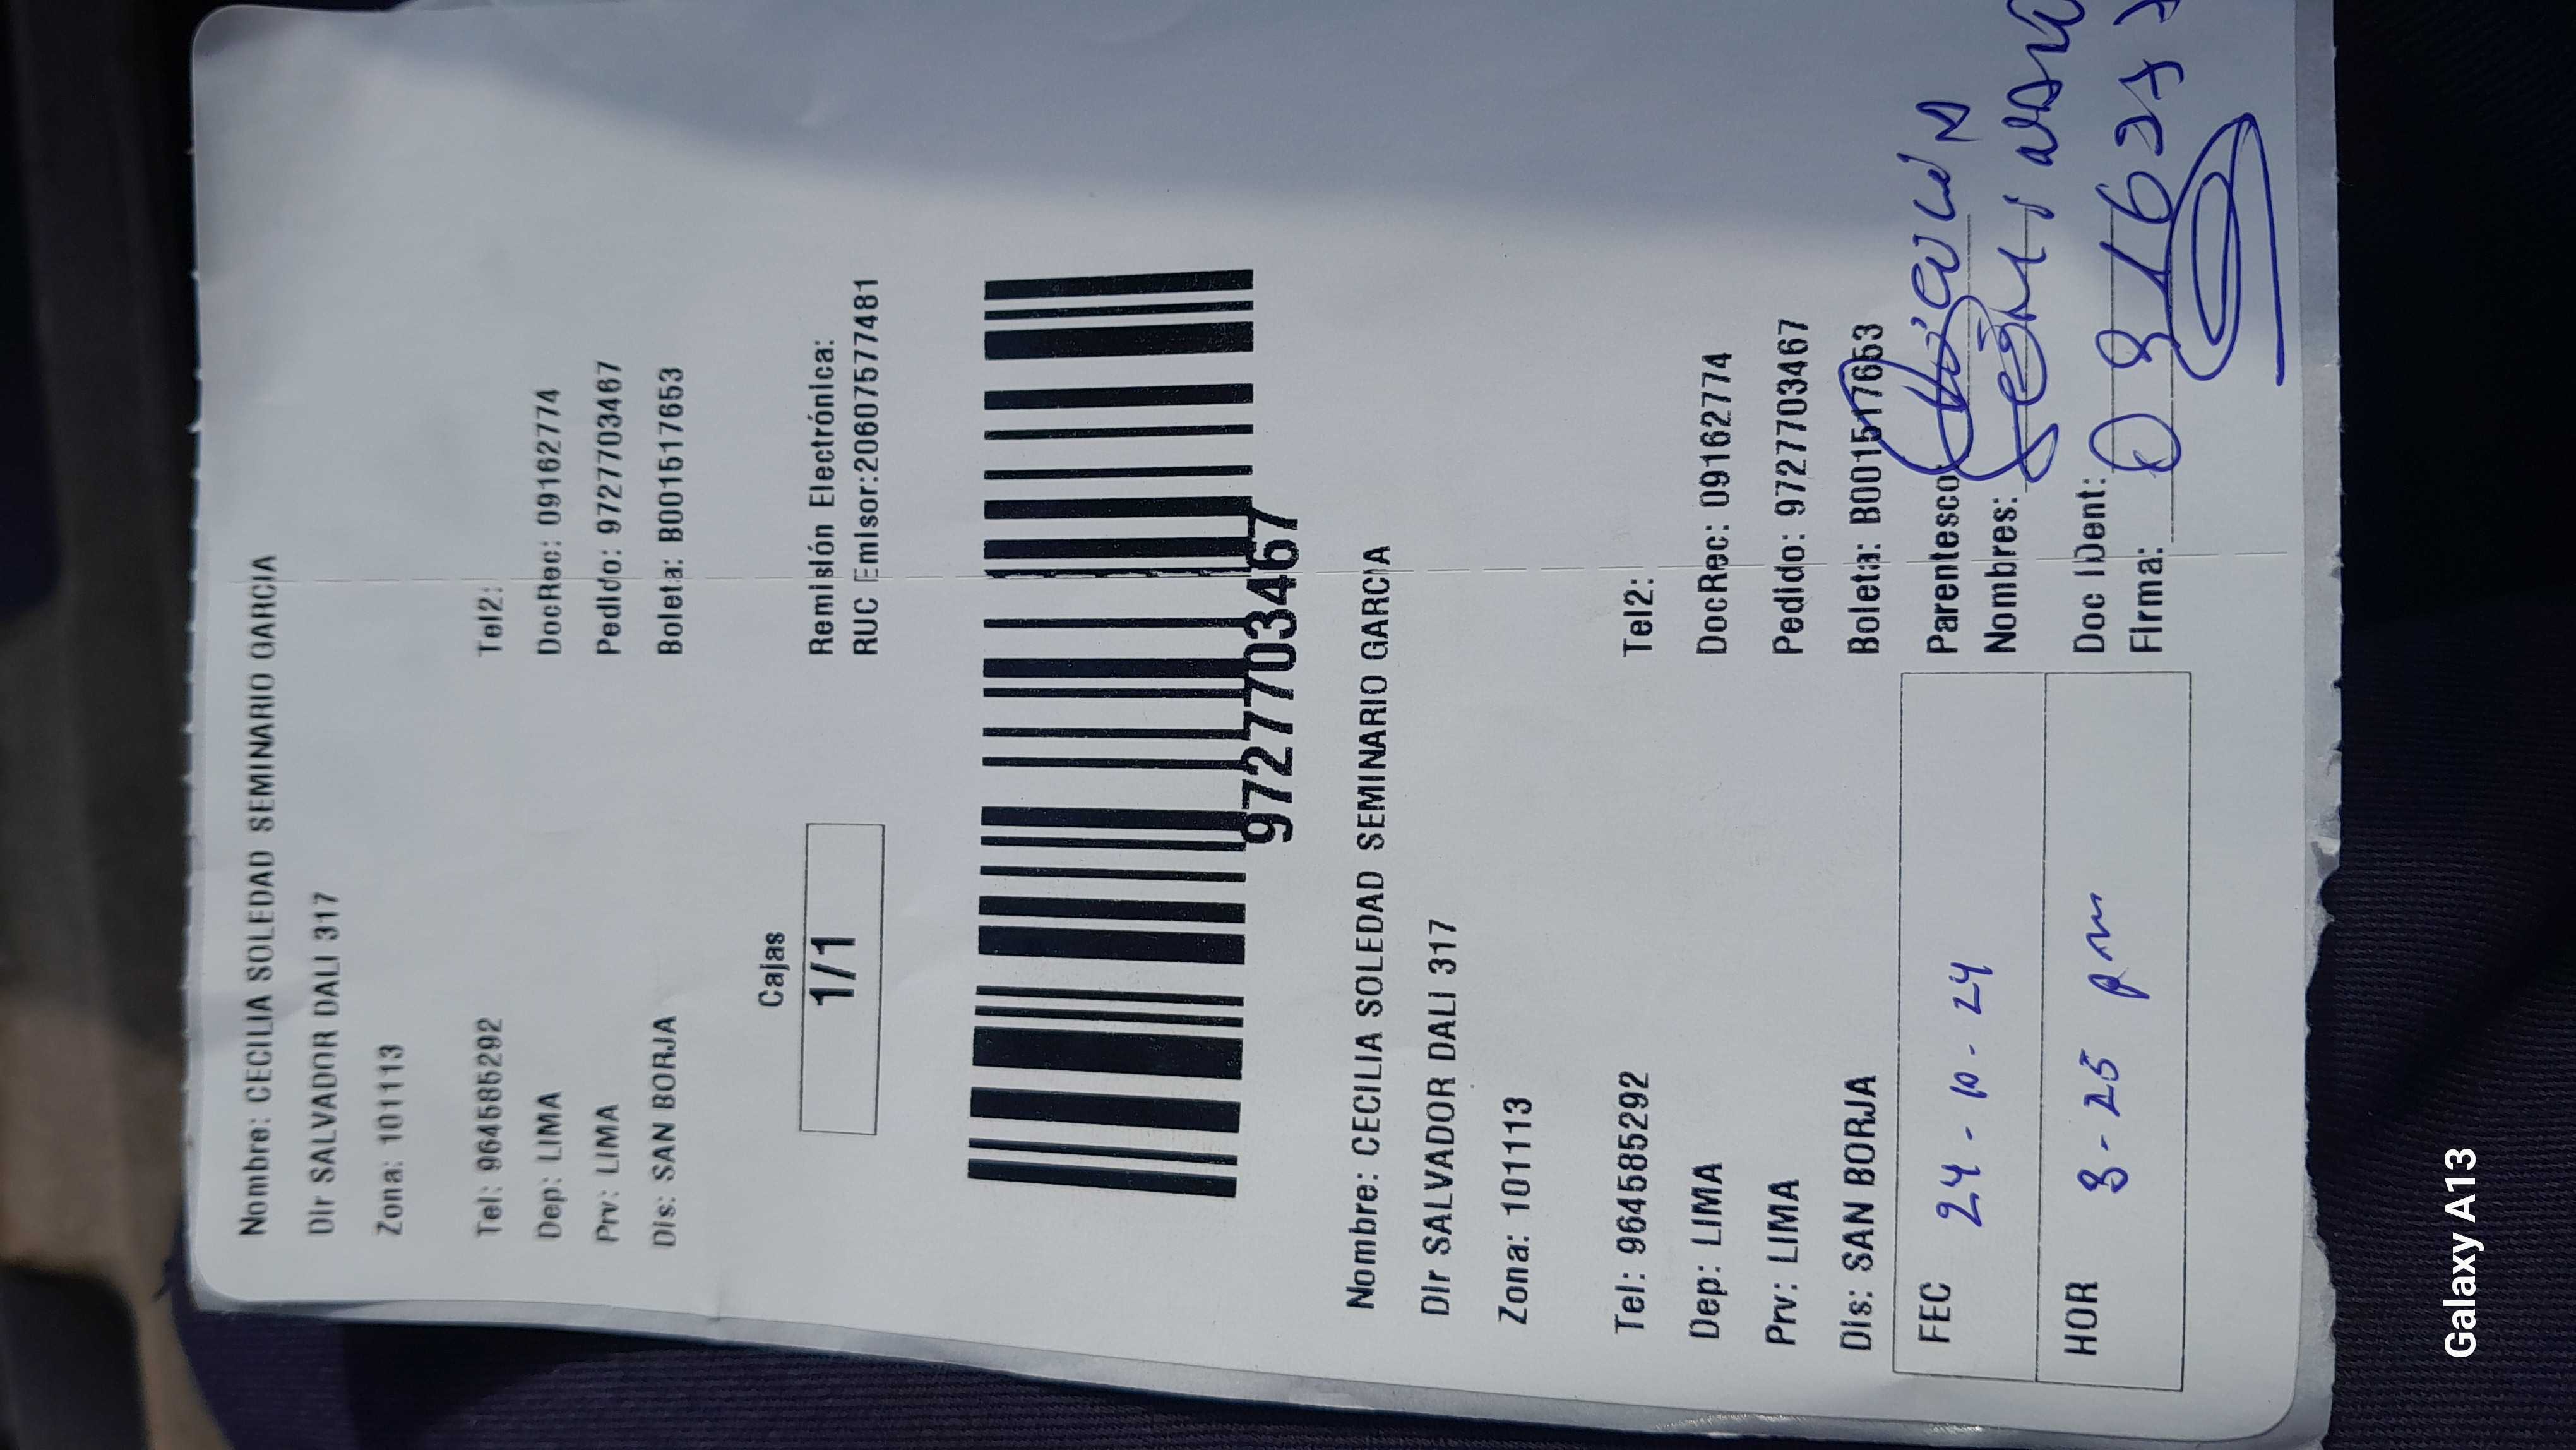 Nombre: CECILIA SOLEDAD SEMINARIO GARCIA
Dir SALVADOR DALI 317
Zona: 101113
Tel: 964585292 Tel2:
Dep: LIMA DocRec: 09162774
Prv: LIMA Pedido: 9727703467
Dis: SAN BORJA Boleta: B001517653
Cajas
1/1
Remisión Electrónica:
RUC Emisor:20607577481
9727703467
Nombre: CECILIA SOLEDAD SEMINARIO GARCIA
Dir SALVADOR DALI 317
Zona: 101113
Tel: 964585292 Tel2:
Dep: LIMA DocRec: 09162774
Prv: LIMA Pedido: 9727703467
Dis: SAN BORJA Boleta: B001517653
FEC 24-10-24
Parentesco
Nombres:
HOR 3-25 pm
Doc IDent:
Firma:
Galaxy A13